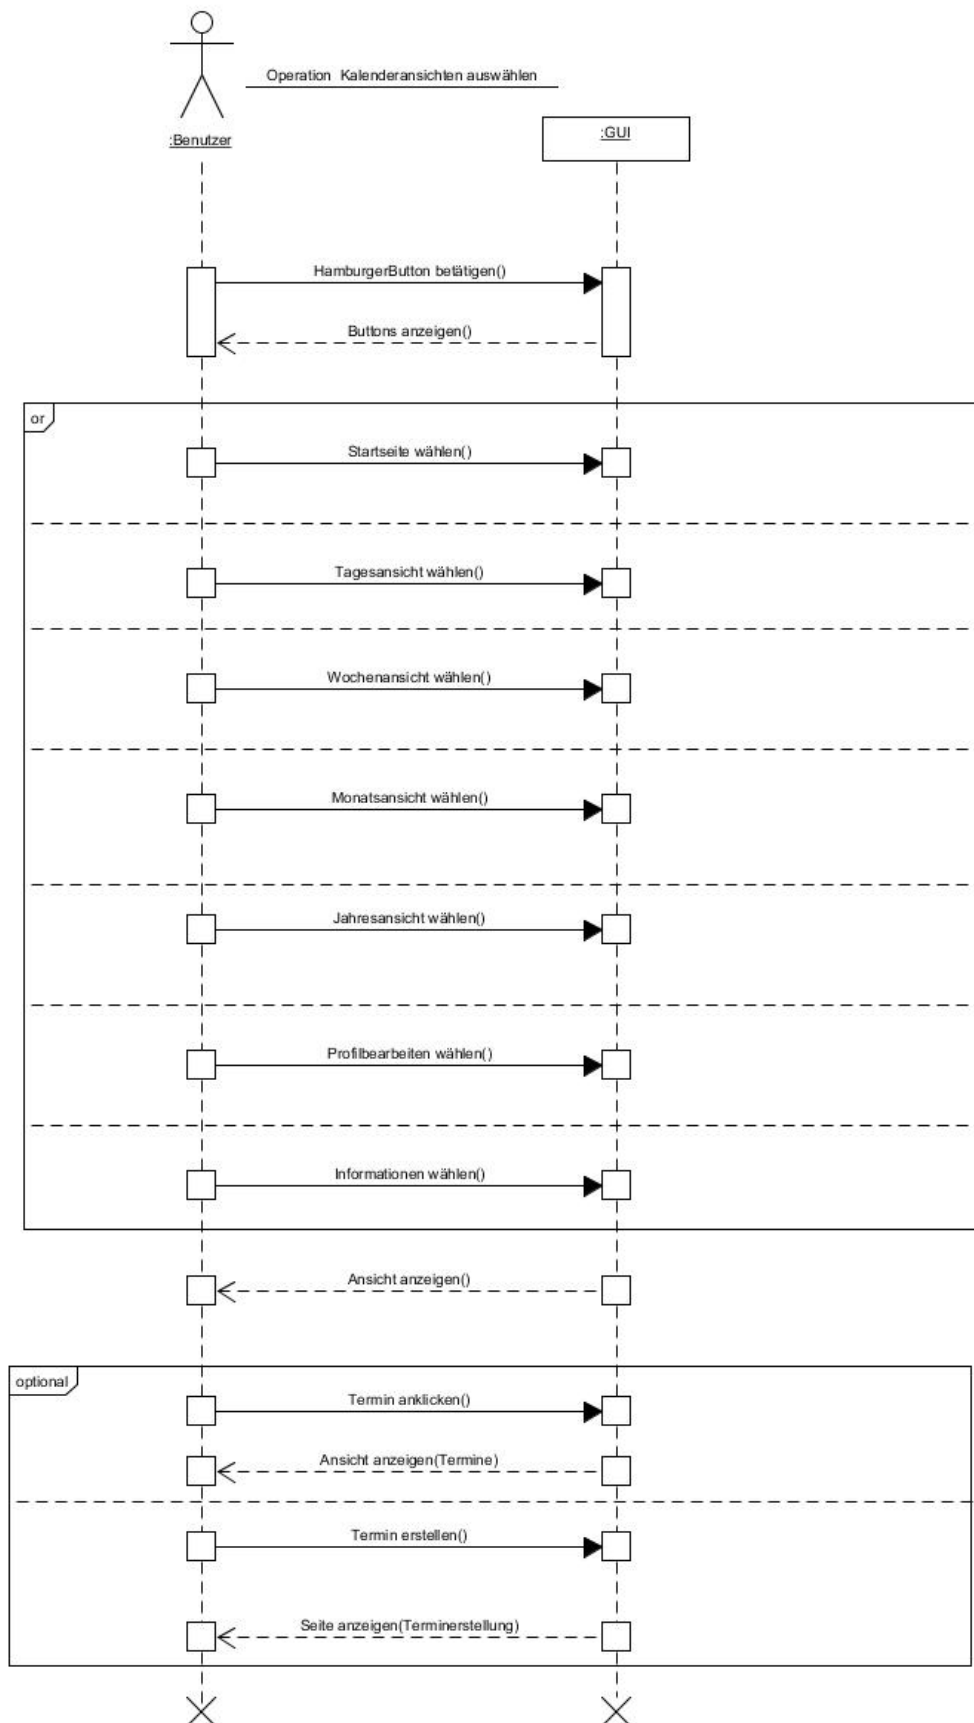 Operation Kalenderansichten auswählen
:Benutzer
:GUI
HamburgerButton betätigen()
Buttons anzeigen()
or
Startseite wählen()
Tagesansicht wählen()
Wochenansicht wählen()
Monatsansicht wählen()
Jahresansicht wählen()
Profilbearbeiten wählen()
Informationen wählen()
Ansicht anzeigen()
optional
Termin anklicken()
Ansicht anzeigen(Termine)
Termin erstellen()
Seite anzeigen(Terminerstellung)